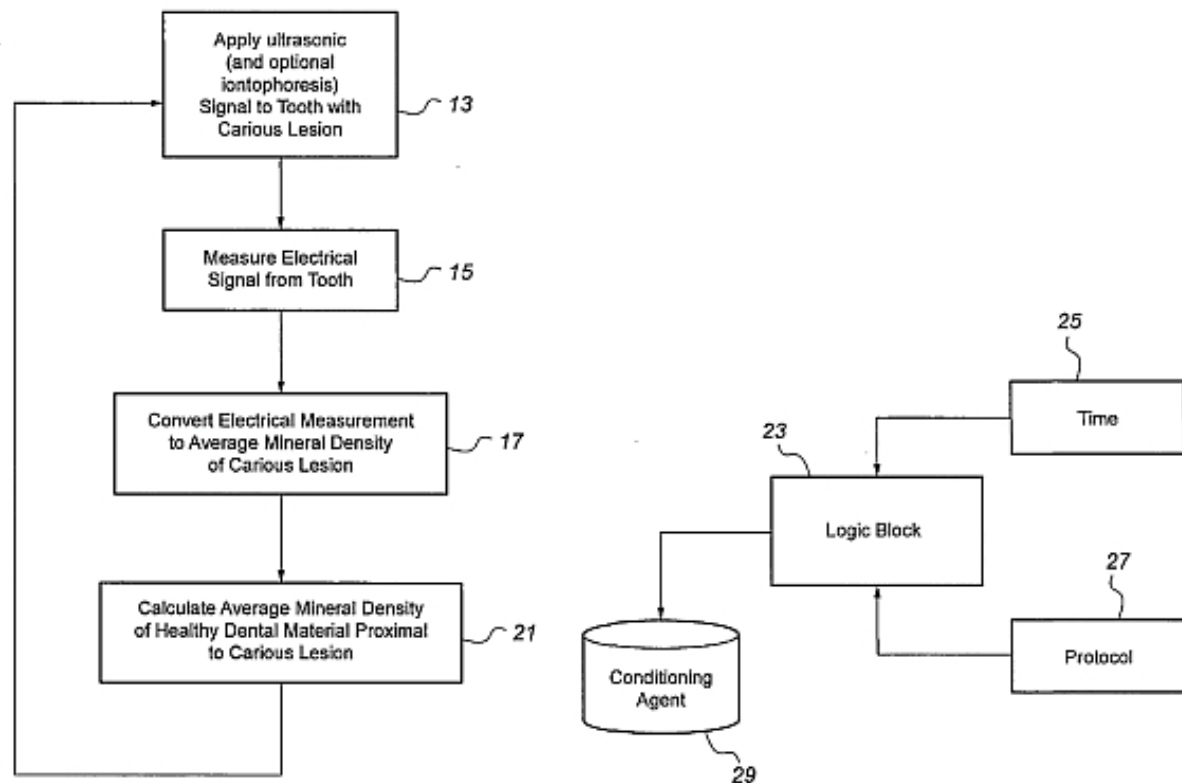 Apply ultrasonic
(and optional
iontophoresis)
Signal to Tooth with
Carious Lesion
13
Measure Electrical
Signal from Tooth
15
Convert Electrical Measurement
to Average Mineral Density
of Carious Lesion
17
Calculate Average Mineral Density
of Healthy Dental Material Proximal
to Carious Lesion
21
25
Time
23
Logic Block
27
Protocol
Conditioning
Agent
29